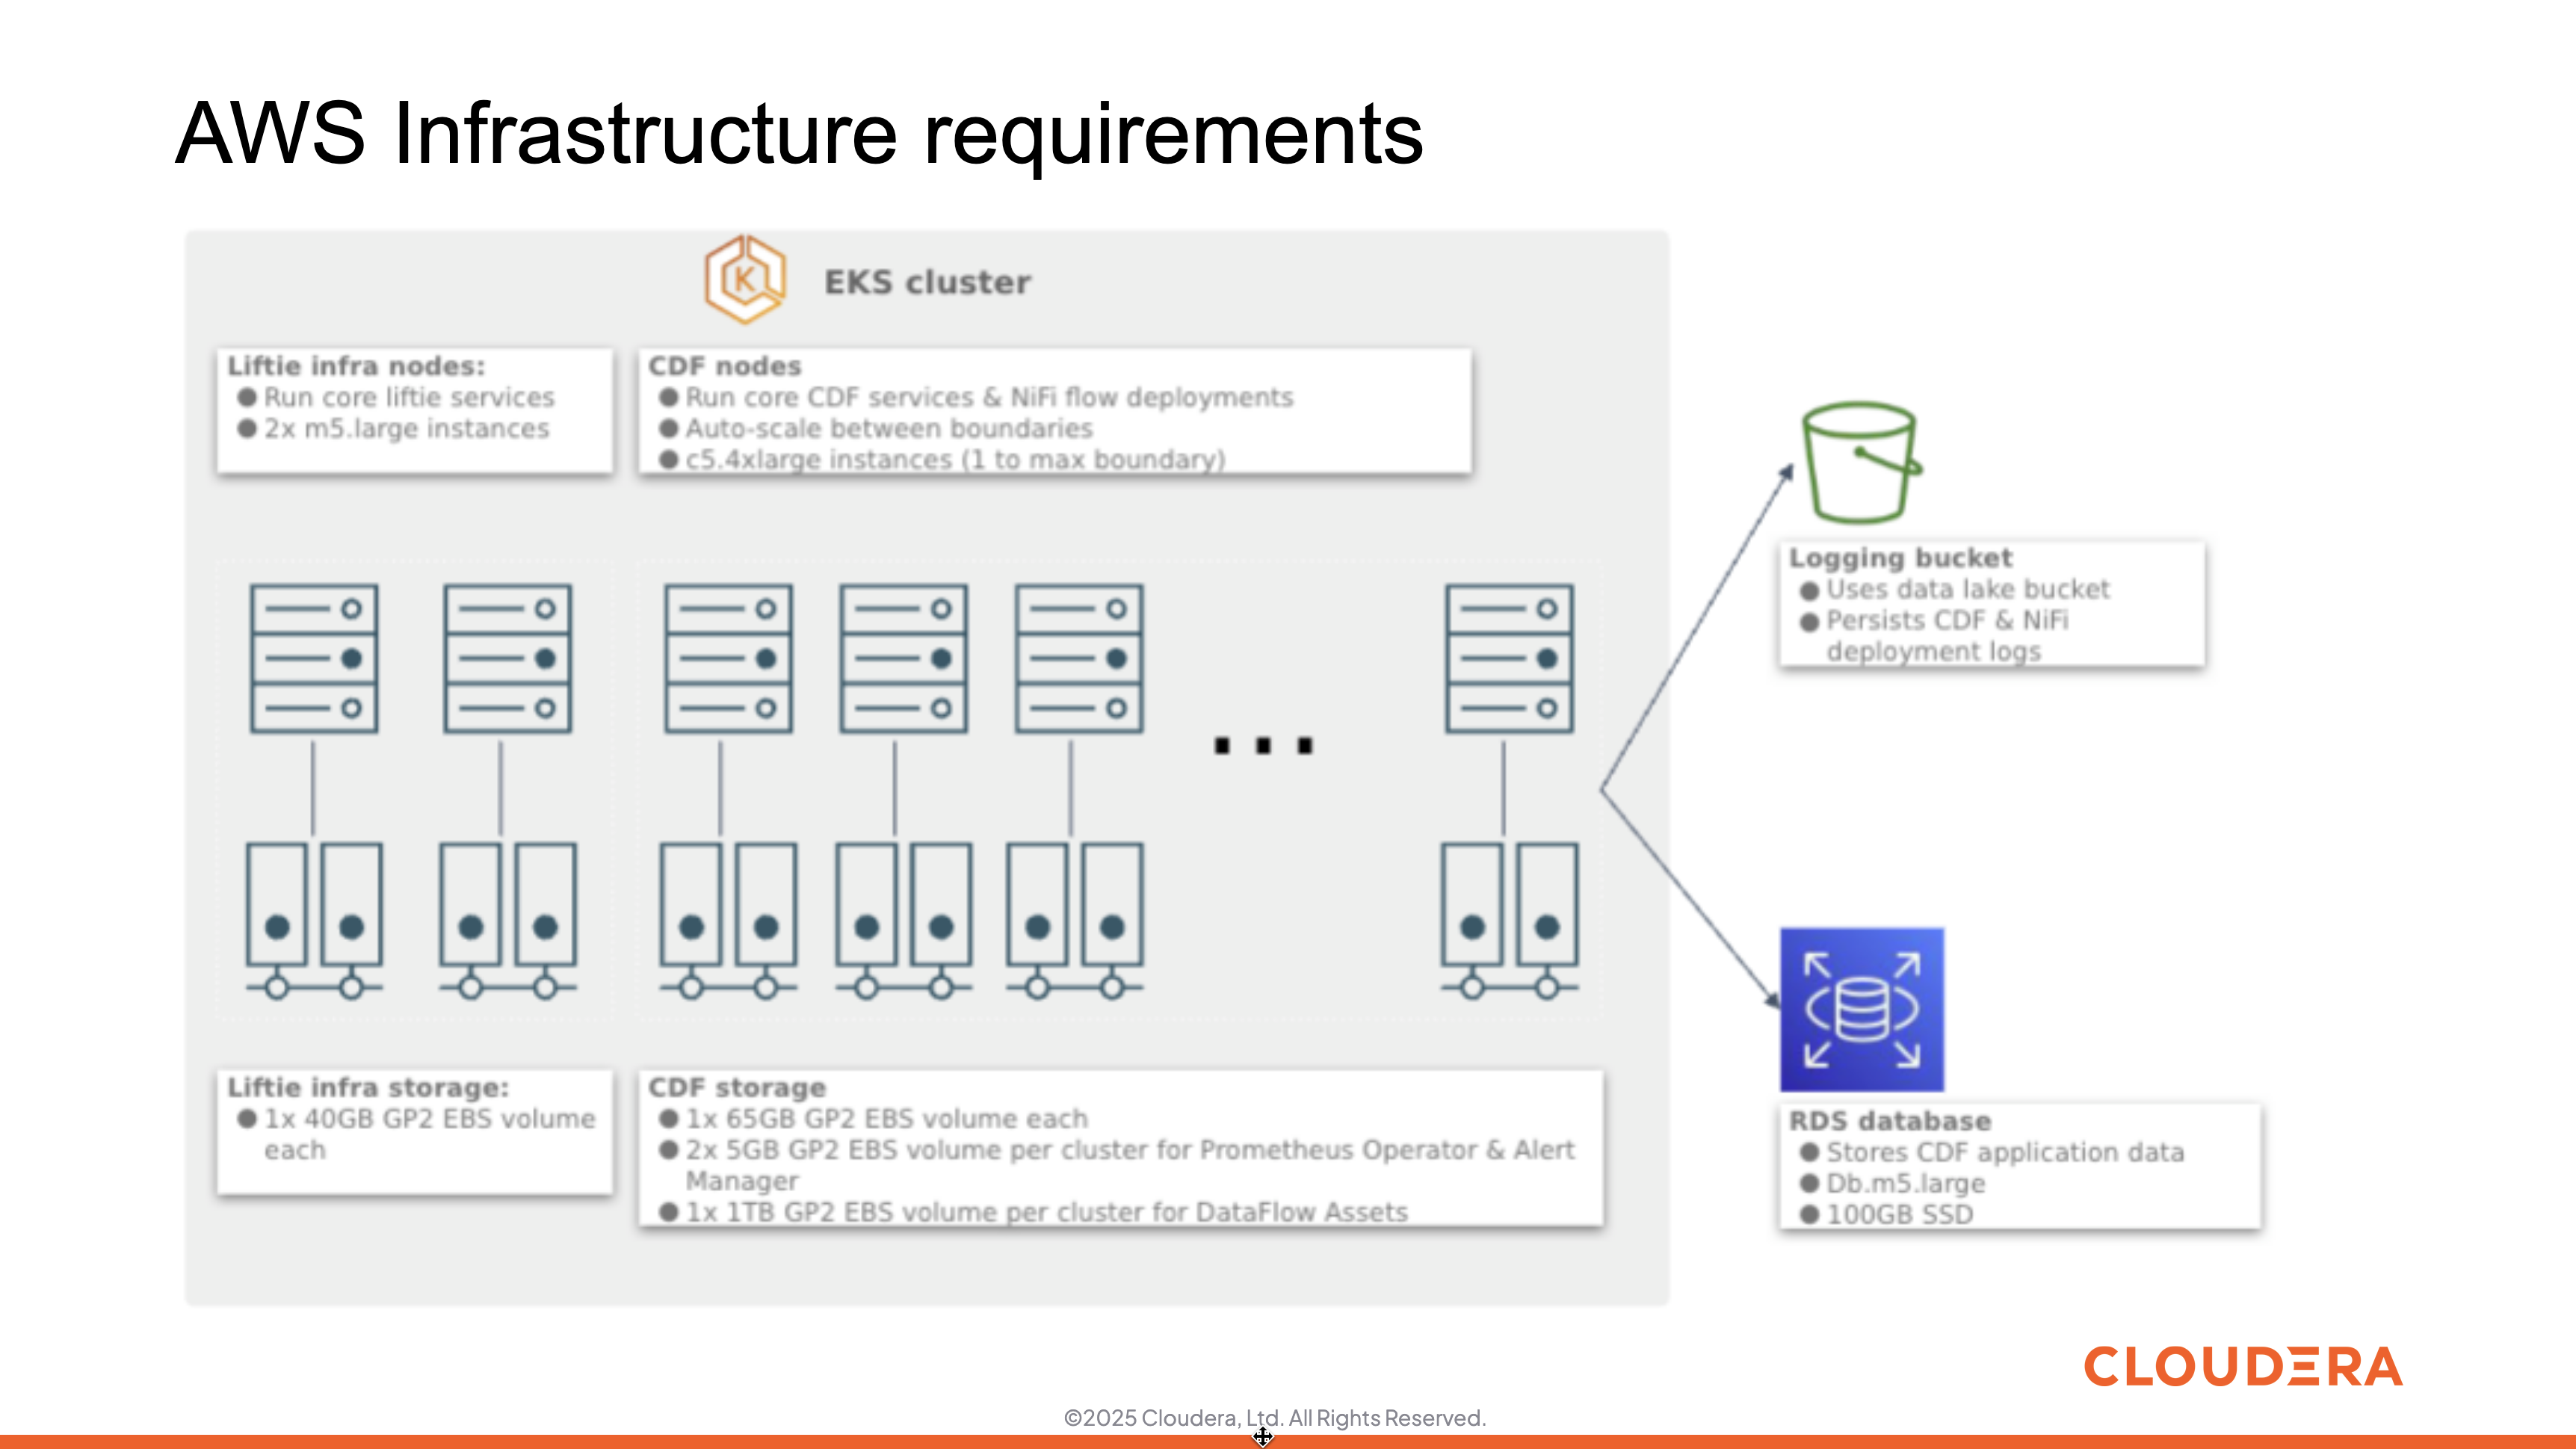 AWS Infrastructure requirements
K
EKS cluster
Liftie infra nodes:
● Run core liftie services
● 2x m5.large instances
CDF nodes
● Run core CDF services & NiFi flow deployments
● Auto-scale between boundaries
● c5.4xlarge instances (1 to max boundary)
...
Logging bucket
● Uses data lake bucket
● Persists CDF & NiFi
deployment logs
Liftie infra storage:
● 1x 40GB GP2 EBS volume
each
CDF storage
● 1x 65GB GP2 EBS volume each
● 2x 5GB GP2 EBS volume per cluster for Prometheus Operator & Alert
Manager
● 1x 1TB GP2 EBS volume per cluster for DataFlow Assets
RDS database
● Stores CDF application data
● Db.m5.large
● 100GB SSD
CLOUDERA
©2025 Cloudera, Ltd. All Rights Reserved.